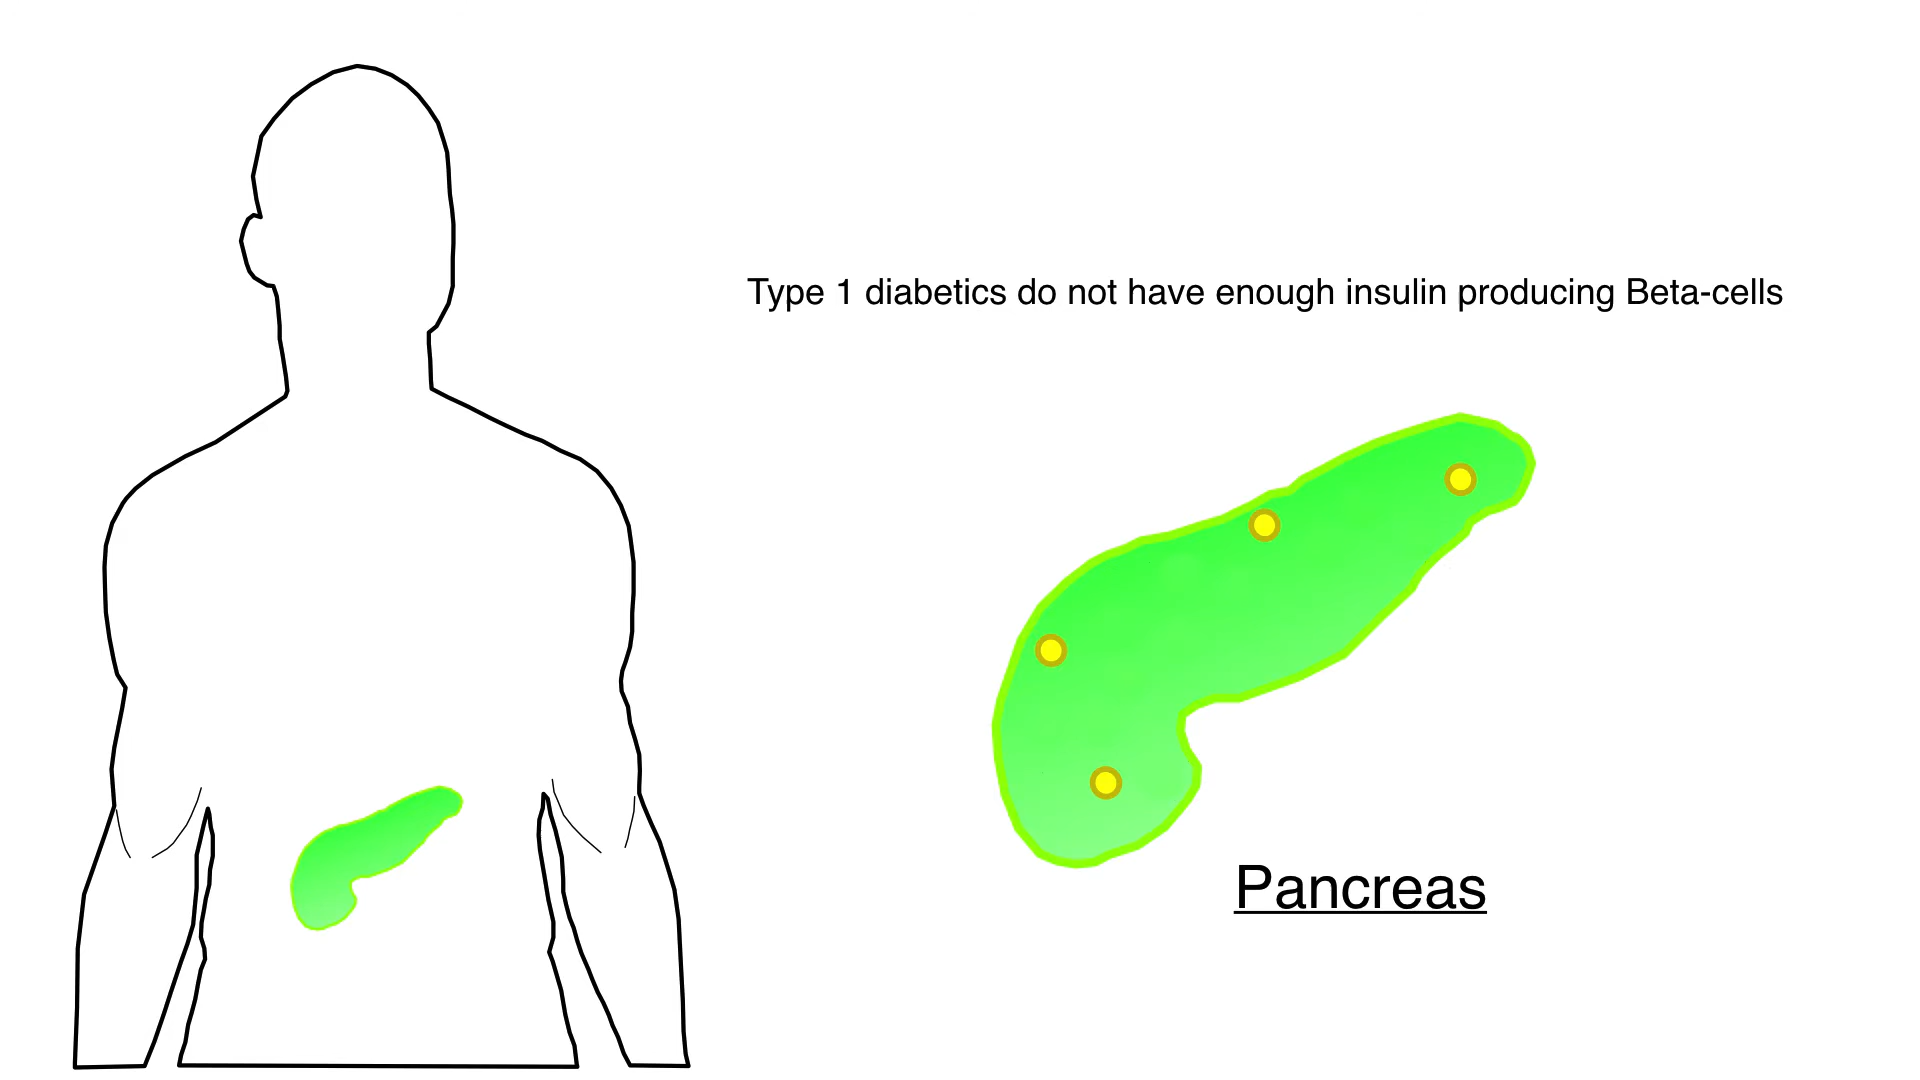 Type 1 diabetics do not have enough insulin producing Beta-cells
Pancreas